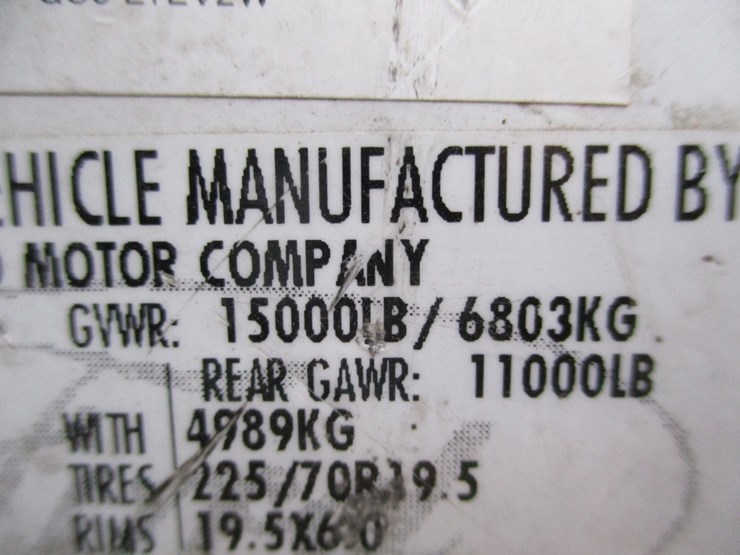 EHICLE MANUFACTURED BY
MOTOR COMPANY
GVWR: 15000LB/ 6803KG
REAR GAWR: 11000LB
WITH 4989KG
TIRES 225/70R19.5
RIMS 19.5X6.0